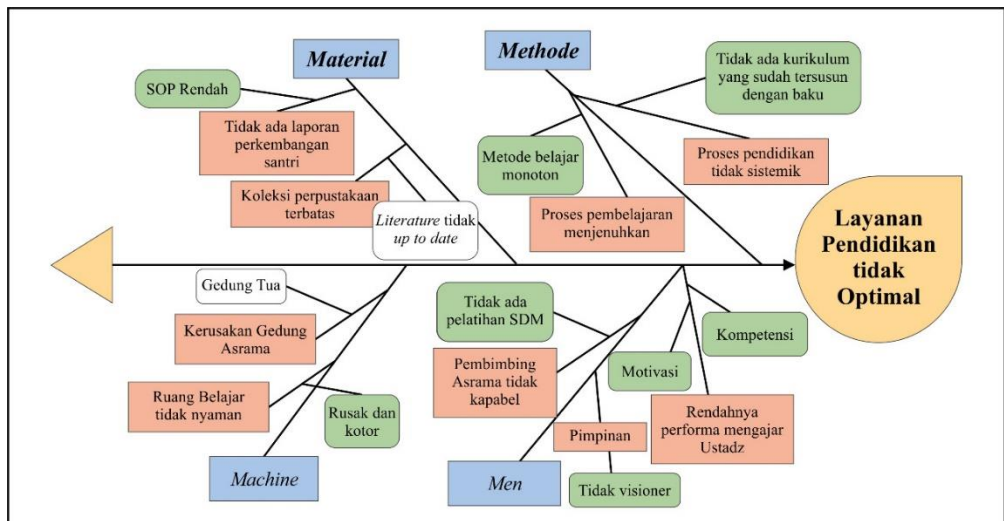 Material
SOP Rendah
Tidak ada laporan
perkembangan
santri
Koleksi perpustakaan
terbatas
Literature tidak
up to date
Methode
Tidak ada kurikulum
yang sudah tersusun
dengan baku
Metode belajar
monoton
Proses pendidikan
tidak sistemik
Proses pembelajaran
menjenuhkan
Layanan
Pendidikan
tidak
Optimal
Gedung Tua
Kerusakan Gedung
Asrama
Ruang Belajar
tidak nyaman
Rusak dan
kotor
Machine
Tidak ada
pelatihan SDM
Pembimbing
Asrama tidak
kapabel
Kompetensi
Motivasi
Pimpinan
Rendahnya
performa mengajar
Ustadz
Tidak visioner
Men